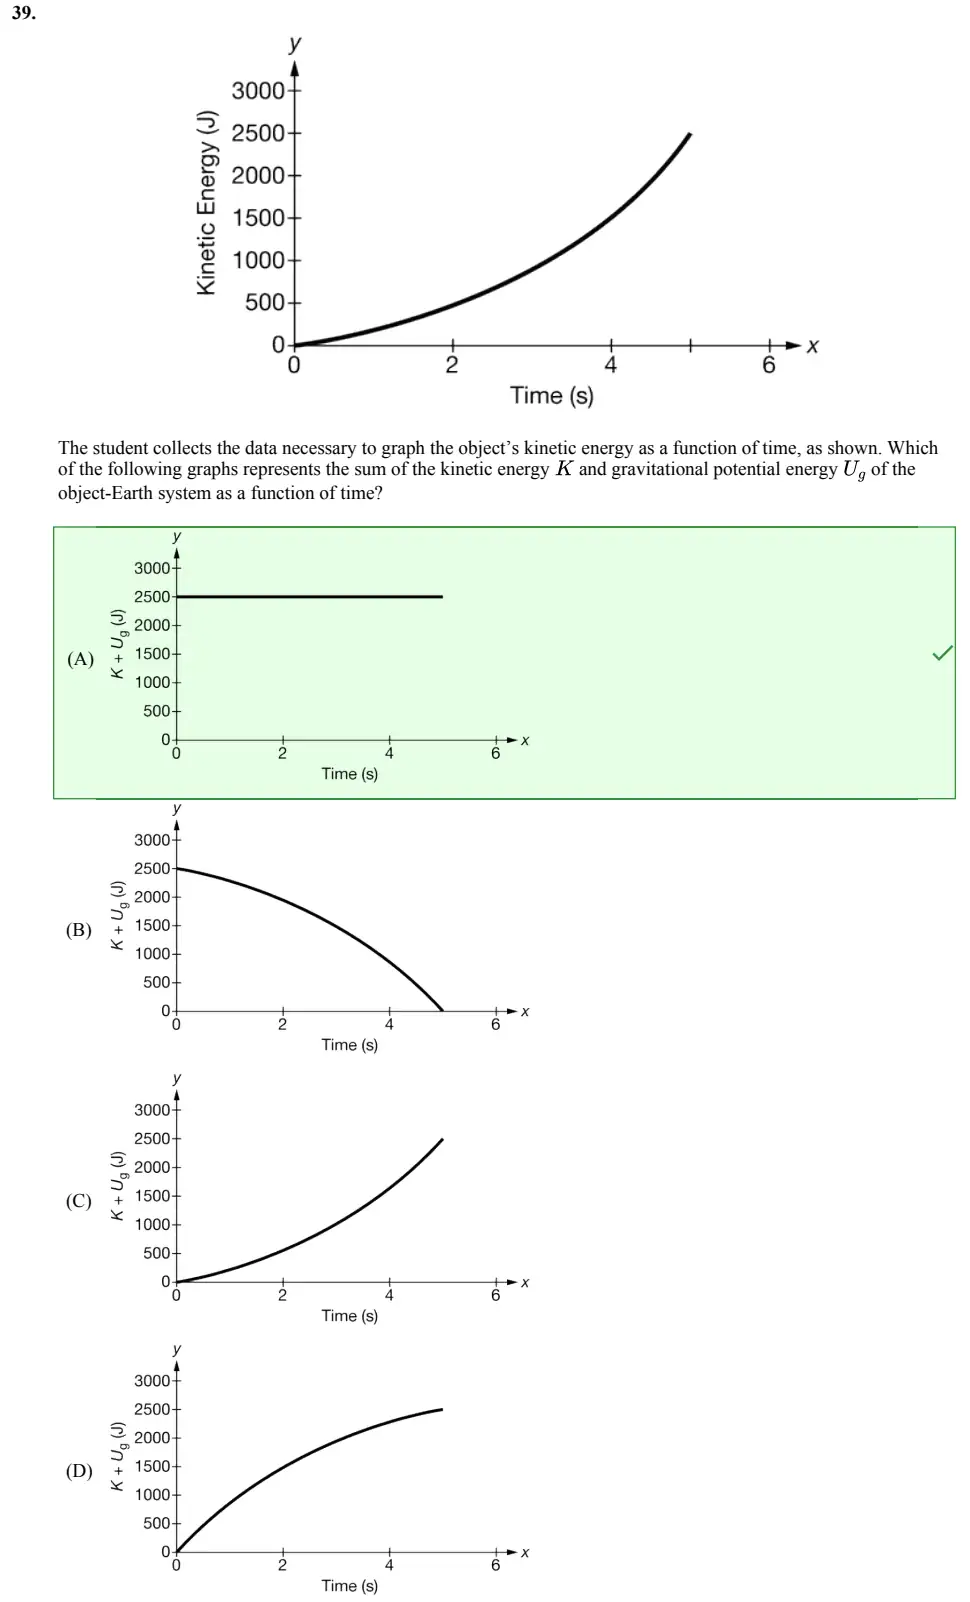 39.
y
3000
2500
2000
1500
1000
500
0
Kinetic Energy (J)
0 2 4 6 x
Time (s)
The student collects the data necessary to graph the object’s kinetic energy as a function of time, as shown. Which
of the following graphs represents the sum of the kinetic energy K and gravitational potential energy U_g of the
object-Earth system as a function of time?
(A)
y
3000
2500
2000
1500
1000
500
0
K + U_g (J)
0 2 4 6 x
Time (s)
(B)
y
3000
2500
2000
1500
1000
500
0
K + U_g (J)
0 2 4 6 x
Time (s)
(C)
y
3000
2500
2000
1500
1000
500
0
K + U_g (J)
0 2 4 6 x
Time (s)
(D)
y
3000
2500
2000
1500
1000
500
0
K + U_g (J)
0 2 4 6 x
Time (s)